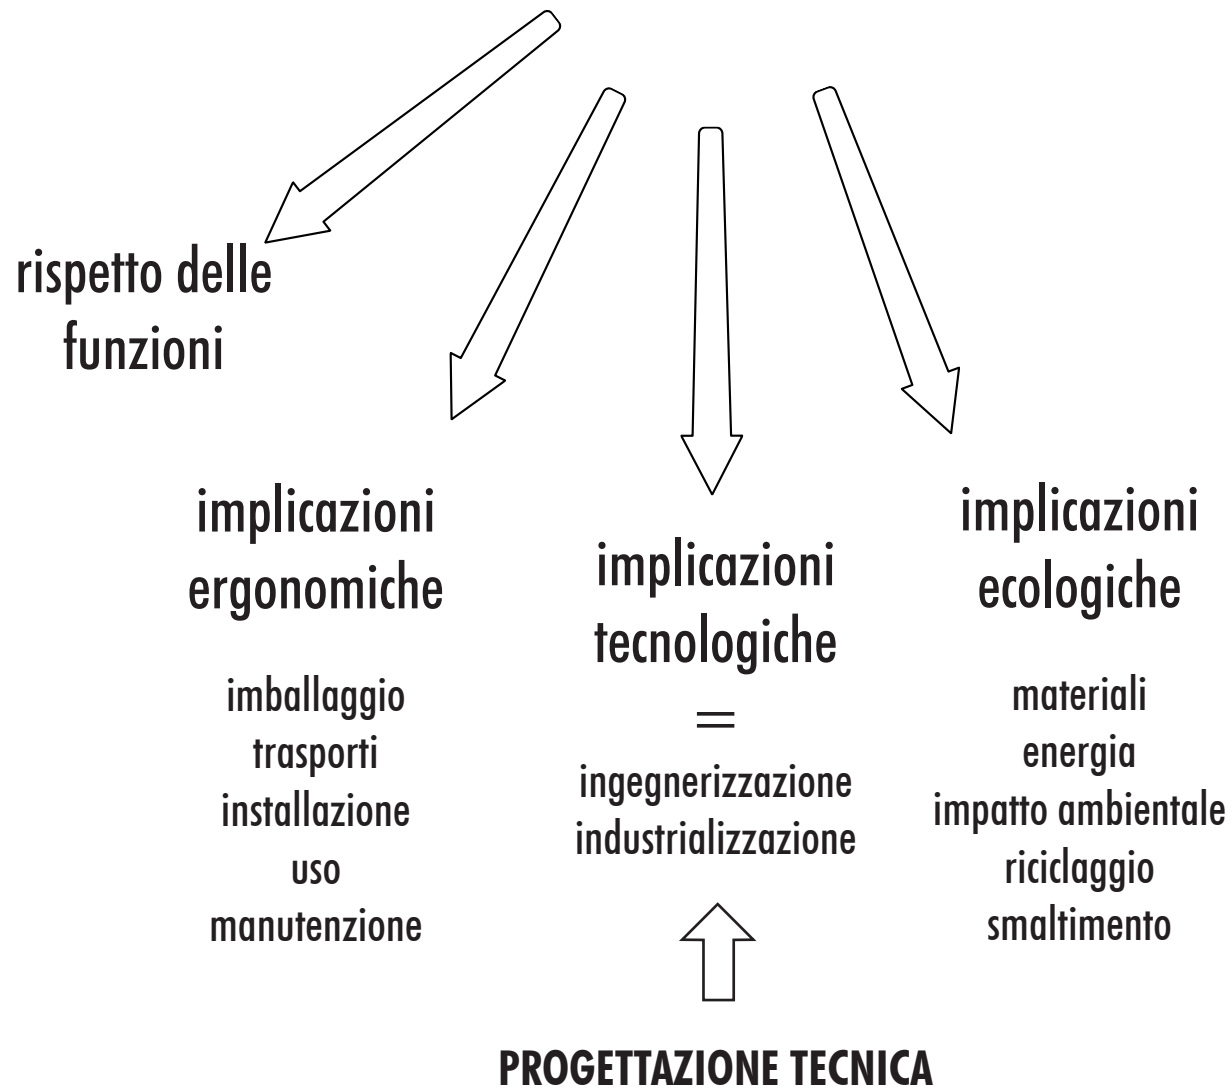 rispetto delle
funzioni
implicazioni
ergonomiche
imballaggio
trasporti
installazione
uso
manutenzione
implicazioni
tecnologiche
=
ingegnerizzazione
industrializzazione
implicazioni
ecologiche
materiali
energia
impatto ambientale
riciclaggio
smaltimento
PROGETTAZIONE TECNICA